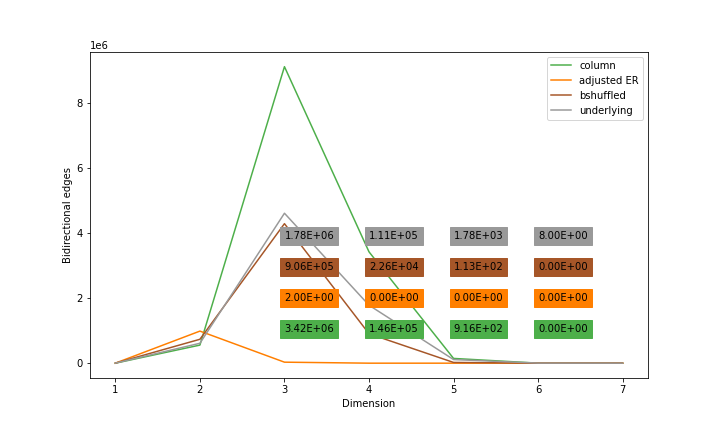 1e6
column
adjusted ER
bshuffled
underlying
8
6
4
2
0
Bidirectional edges
1.78E+06 1.11E+05 1.78E+03 8.00E+00
9.06E+05 2.26E+04 1.13E+02 0.00E+00
2.00E+00 0.00E+00 0.00E+00 0.00E+00
3.42E+06 1.46E+05 9.16E+02 0.00E+00
1 2 3 4 5 6 7
Dimension